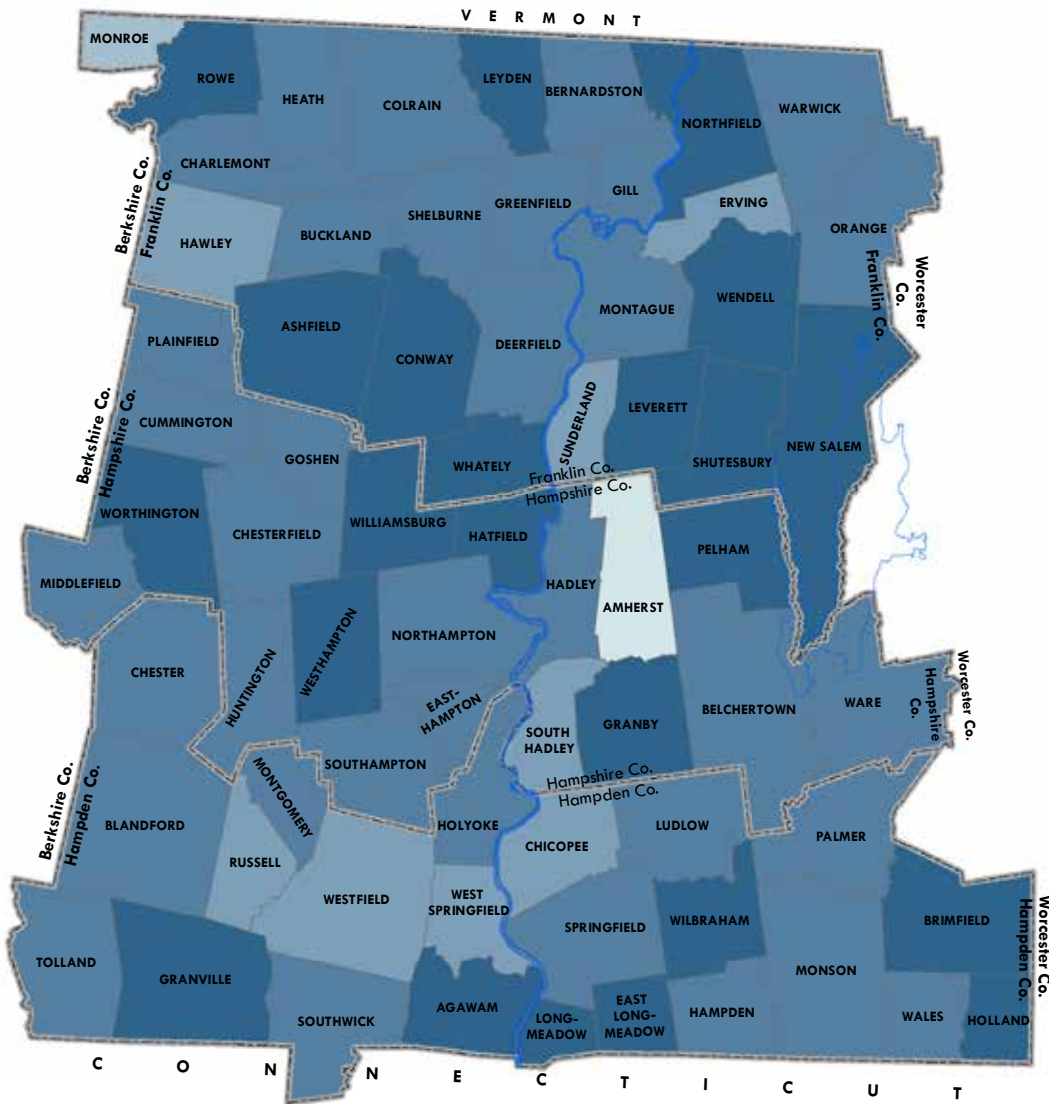 V E R M O N T
MONROE
ROWE
HEATH
COLRAIN
LEYDEN
BERNARDSTON
NORTHFIELD
WARWICK
CHARLEMONT
Berkshire Co.
Franklin Co.
HAWLEY
BUCKLAND
SHELBURNE
GREENFIELD
GILL
ERVING
ORANGE
Franklin Co.
Worcester
Co.
PLAINFIELD
ASHFIELD
CONWAY
DEERFIELD
MONTAGUE
WENDELL
CUMMINGTON
Berkshire Co.
Hampshire Co.
GOSHEN
WHATELY
SUNDERLAND
LEVERETT
SHUTESBURY
NEW SALEM
Franklin Co.
Hampshire Co.
WORTHINGTON
CHESTERFIELD
WILLIAMSBURG
HATFIELD
PELHAM
MIDDLEFIELD
HADLEY
AMHERST
CHESTER
HUNTINGTON
WESTHAMPTON
NORTHAMPTON
EAST-
HAMPTON
SOUTH
HADLEY
GRANBY
BELCHERTOWN
WARE
Hampshire
Co.
Worcester Co.
SOUTHAMPTON
MONTGOMERY
Hampshire Co.
Hampden Co.
Berkshire Co.
Hampden Co.
BLANDFORD
RUSSELL
HOLYOKE
CHICOPEE
LUDLOW
PALMER
WESTFIELD
WEST
SPRINGFIELD
SPRINGFIELD
WILBRAHAM
BRIMFIELD
Hampden Co.
Worcester Co.
TOLLAND
GRANVILLE
SOUTHWICK
AGAWAM
LONG-
MEADOW
EAST
LONG-
MEADOW
HAMPDEN
MONSON
WALES
HOLLAND
C O N N E C T I C U T